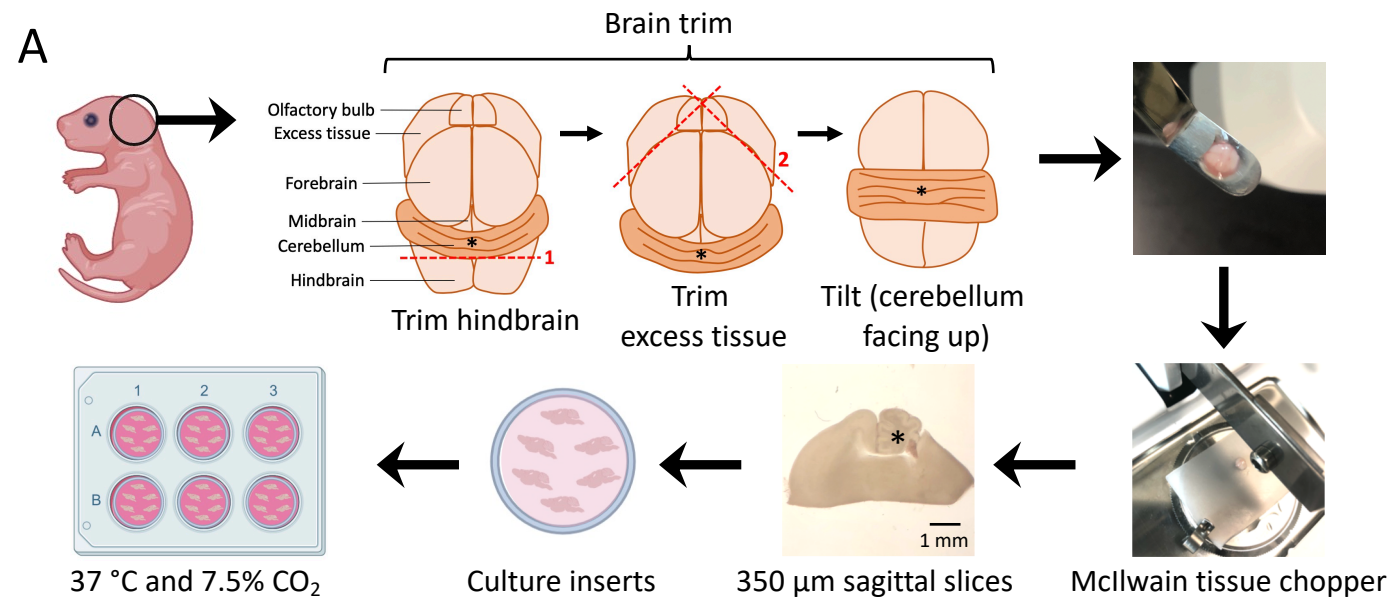 A
Brain trim
Olfactory bulb
Excess tissue
Forebrain
Midbrain
Cerebellum
Hindbrain
*
1
Trim hindbrain
2
*
Trim
excess tissue
*
Tilt (cerebellum
facing up)
McIlwain tissue chopper
*
1 mm
350 µm sagittal slices
Culture inserts
1 2 3
A
B
37 °C and 7.5% CO₂